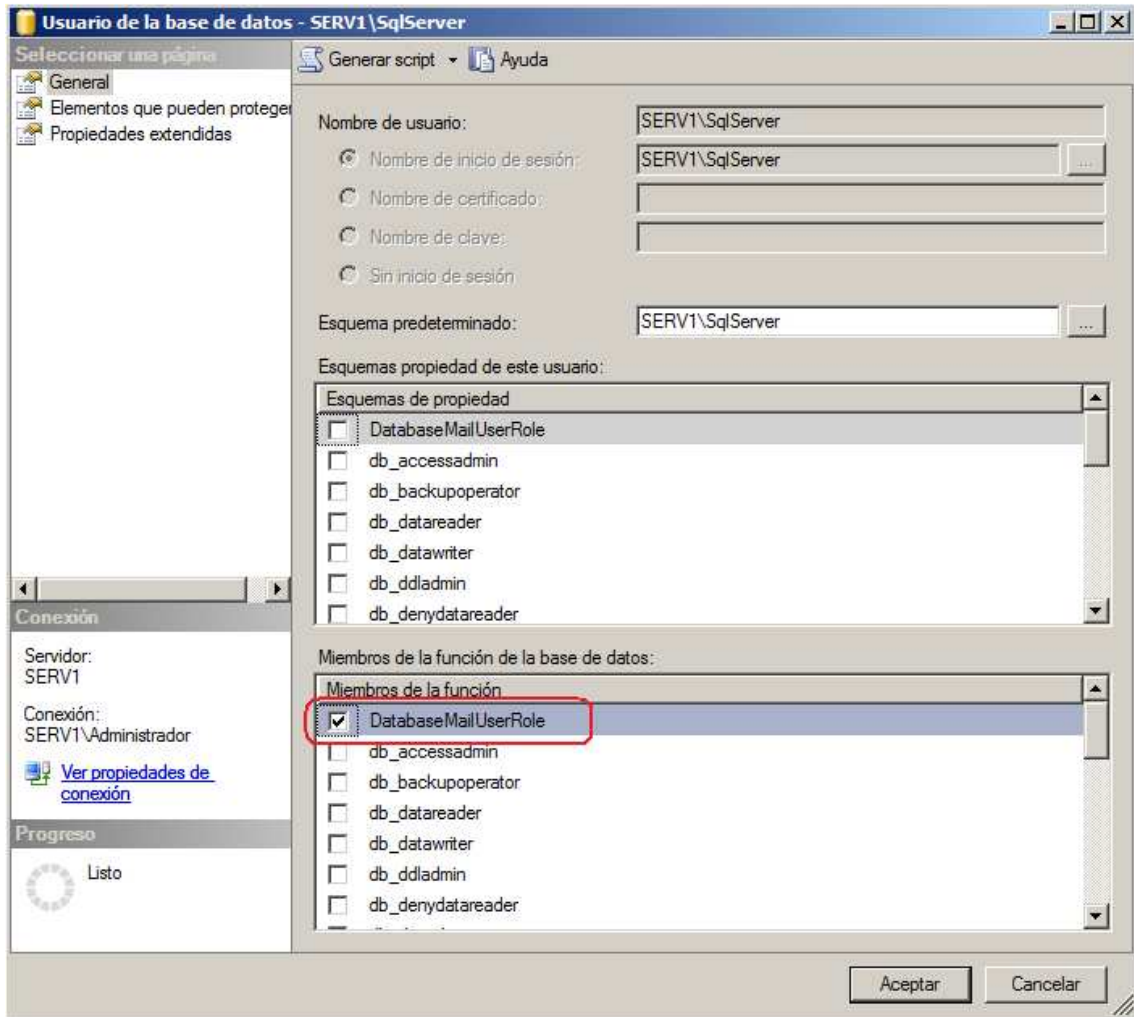 Usuario de la base de datos - SERV1\SqlServer
Seleccionar una página
General
Elementos que pueden proteger
Propiedades extendidas
Generar script
Ayuda
Nombre de usuario:
SERV1\SqlServer
Nombre de inicio de sesión:
SERV1\SqlServer
...
Nombre de certificado:
Nombre de clave:
Sin inicio de sesión
Esquema predeterminado:
SERV1\SqlServer
...
Esquemas propiedad de este usuario:
Esquemas de propiedad
DatabaseMailUserRole
db_accessadmin
db_backupoperator
db_datareader
db_datawriter
db_ddladmin
db_denydatareader
Conexión
Servidor:
SERV1
Conexión:
SERV1\Administrador
Ver propiedades de
conexión
Progreso
Listo
Miembros de la función de la base de datos:
Miembros de la función
DatabaseMailUserRole
db_accessadmin
db_backupoperator
db_datareader
db_datawriter
db_ddladmin
db_denydatareader
Aceptar
Cancelar